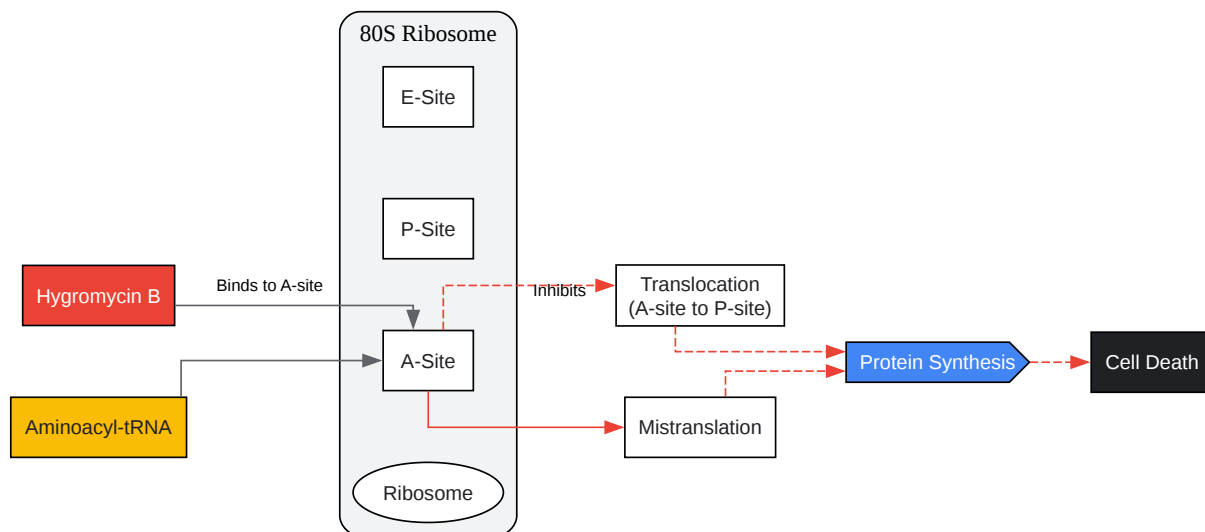 80S Ribosome
E-Site
P-Site
Hygromycin B
Binds to A-site
Inhibits
Translocation
(A-site to P-site)
A-Site
Protein Synthesis
Cell Death
Aminoacyl-tRNA
Mistranslation
Ribosome